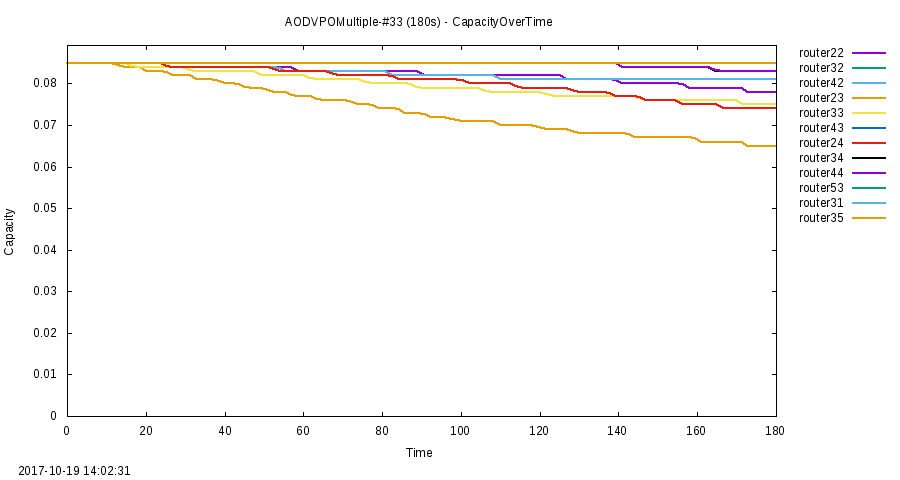 AODVPOMultiple-#33 (180s) - CapacityOverTime
router22
router32
router42
router23
router33
router43
router24
router34
router44
router53
router31
router35
0.08
0.07
0.06
0.05
0.04
0.03
0.02
0.01
0
Capacity
0 20 40 60 80 100 120 140 160 180
Time
2017-10-19 14:02:31